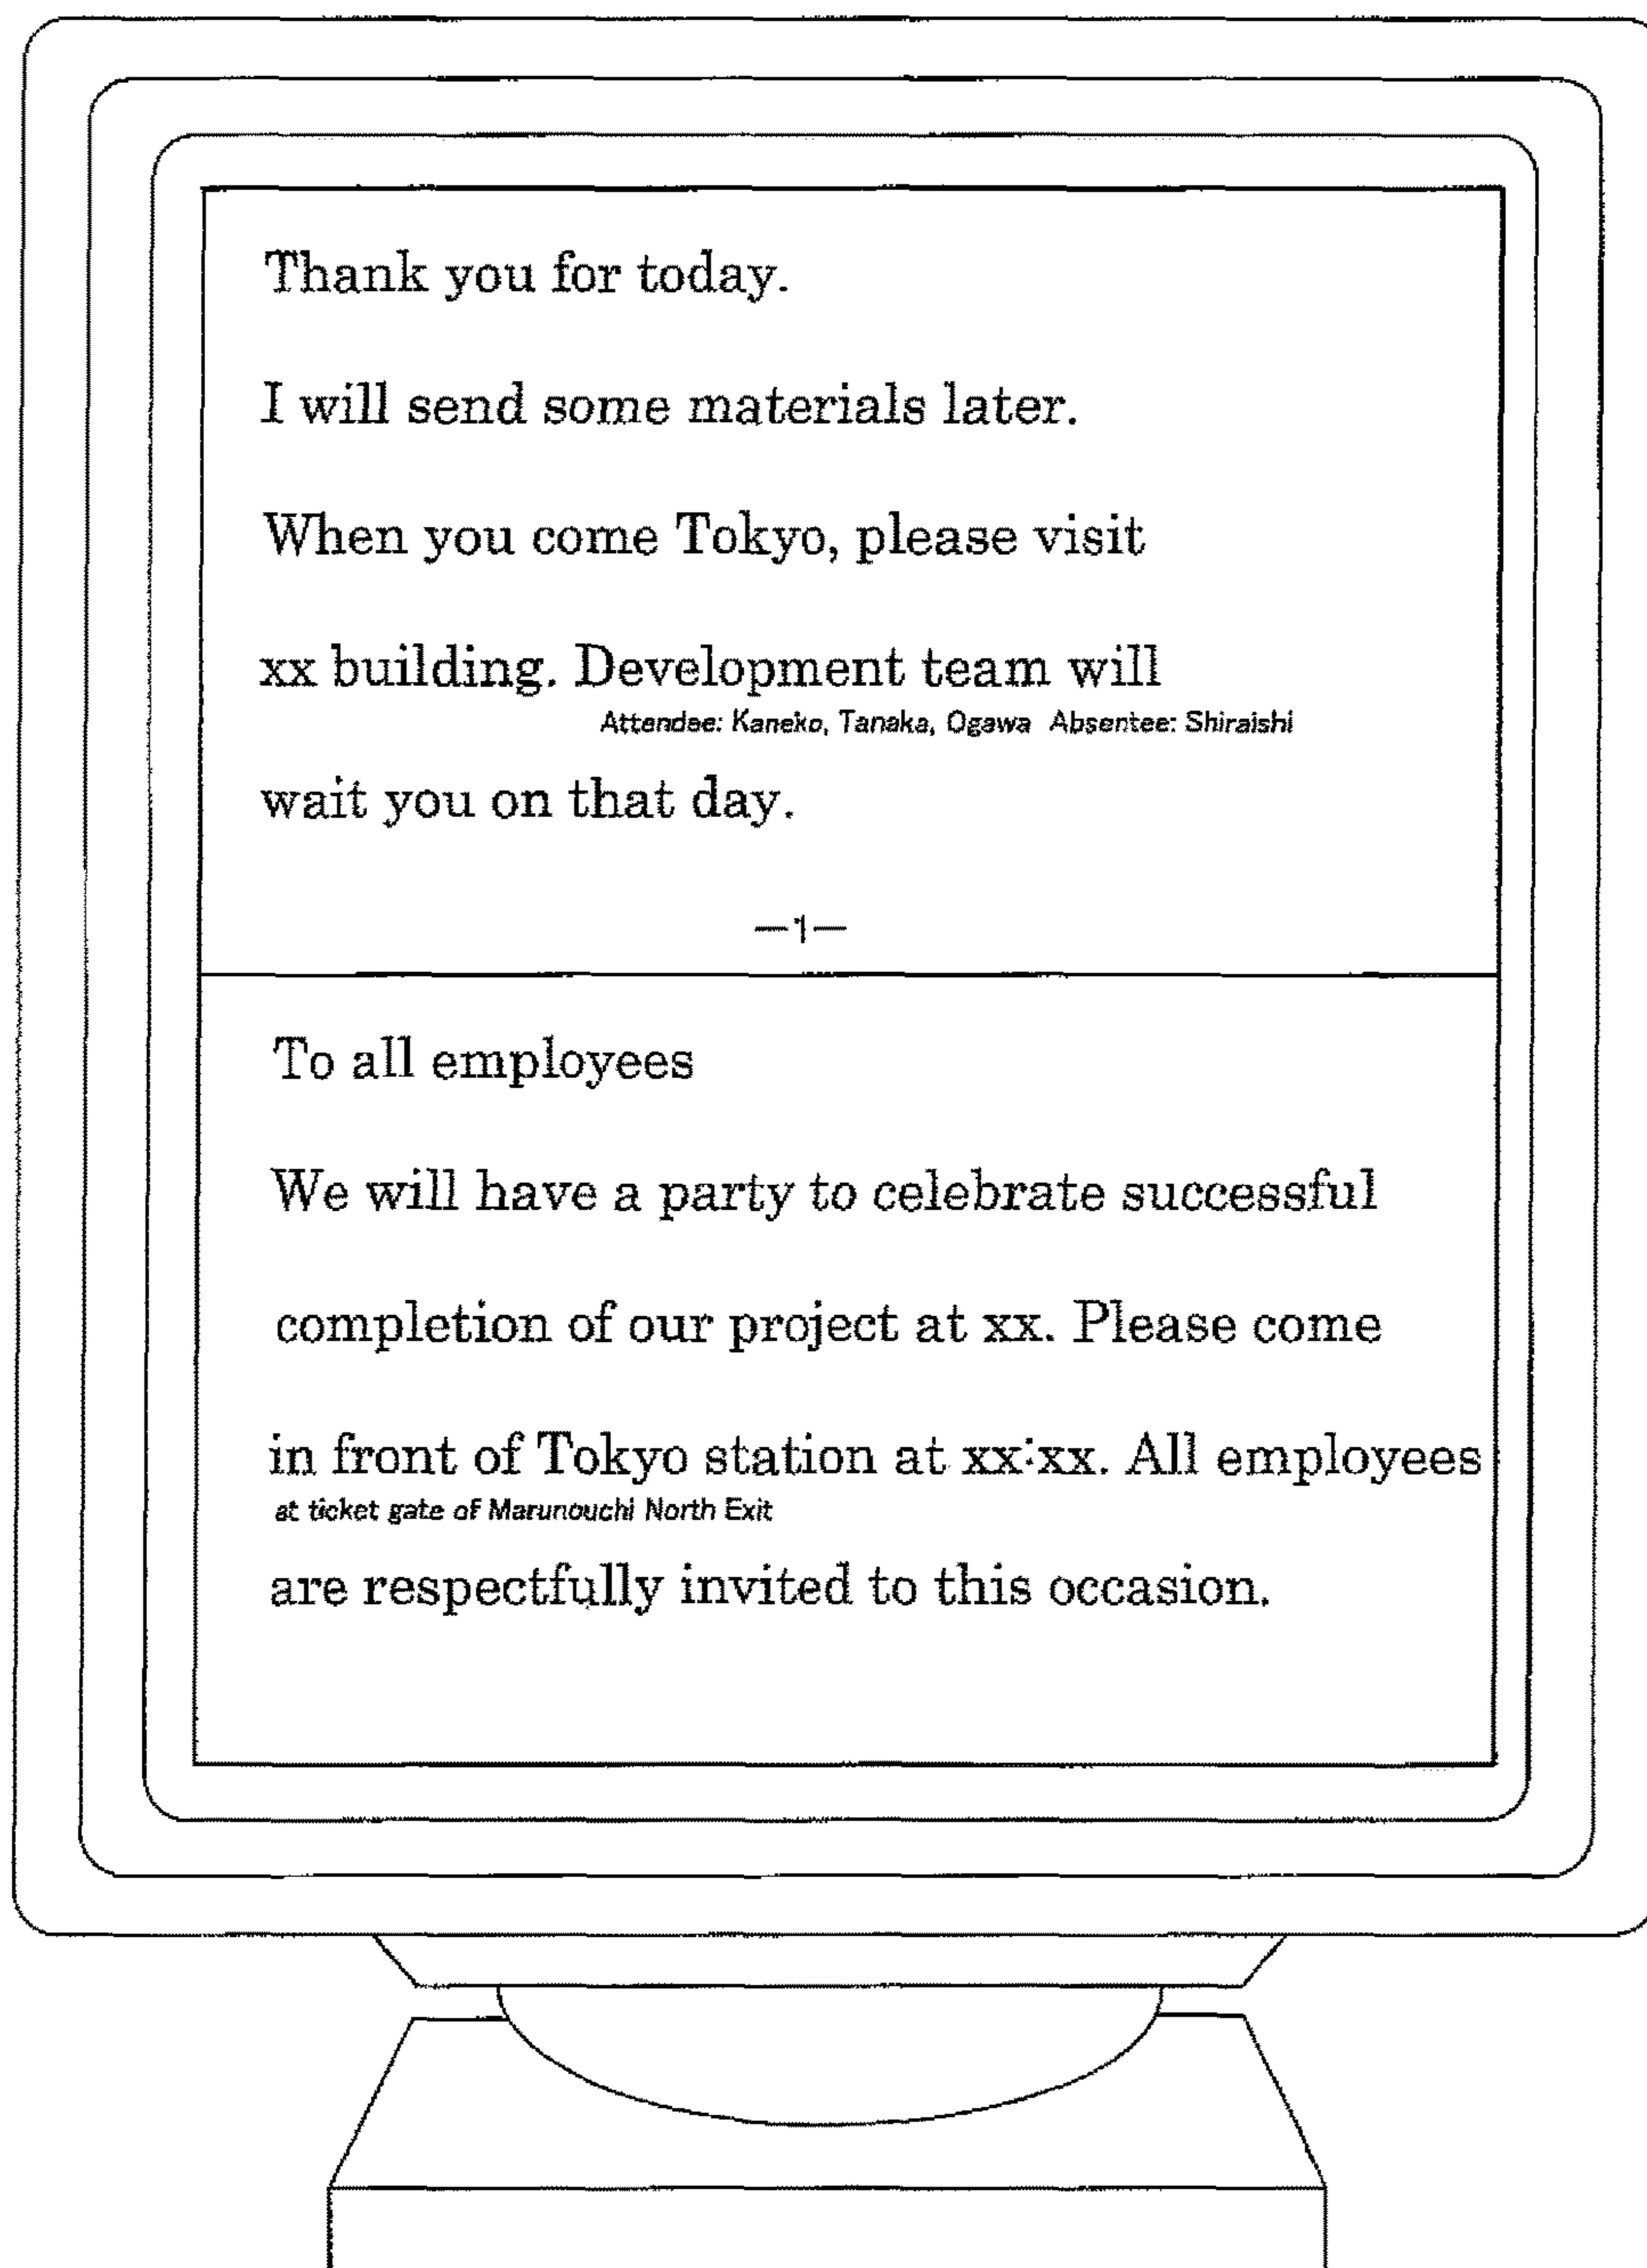 Thank you for today.
I will send some materials later.
When you come Tokyo, please visit
xx building. Development team will
Attendee: Kaneko, Tanaka, Ogawa Absentee: Shiraishi
wait you on that day.
—1—
To all employees
We will have a party to celebrate successful
completion of our project at xx. Please come
in front of Tokyo station at xx:xx. All employees
at ticket gate of Marunouchi North Exit
are respectfully invited to this occasion.